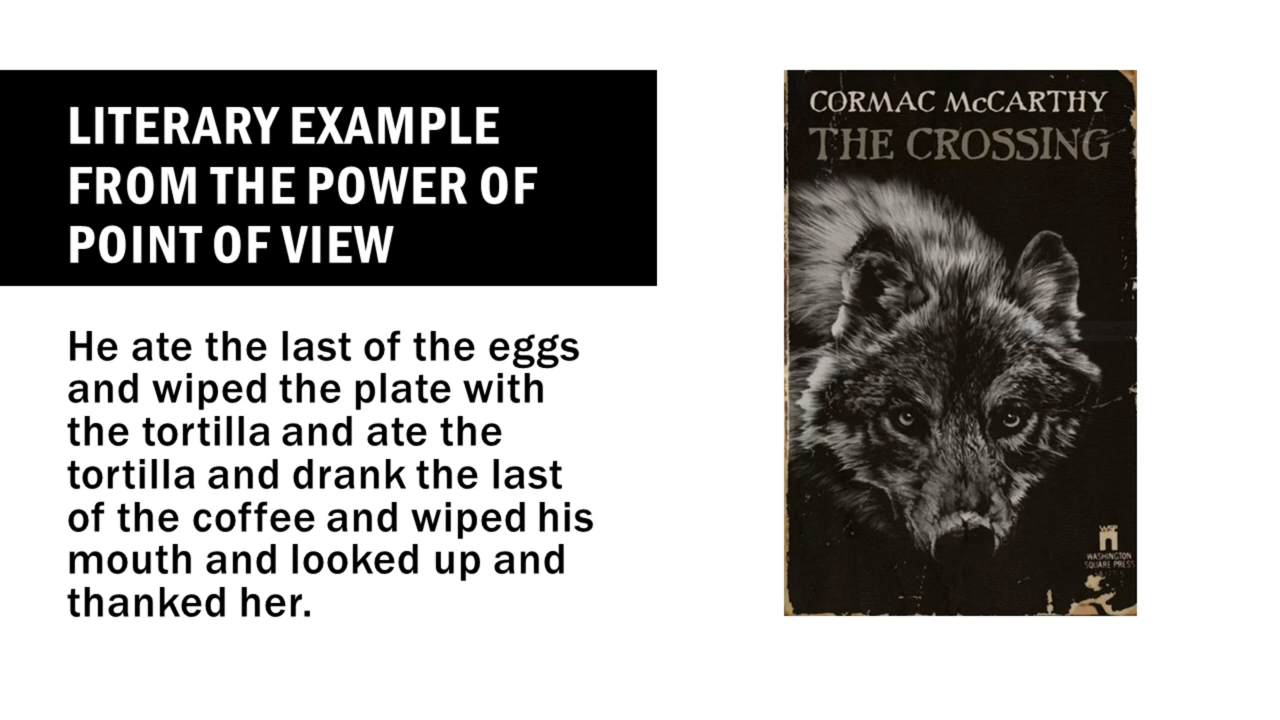 LITERARY EXAMPLE
FROM THE POWER OF
POINT OF VIEW
He ate the last of the eggs
and wiped the plate with
the tortilla and ate the
tortilla and drank the last
of the coffee and wiped his
mouth and looked up and
thanked her.
CORMAC McCARTHY
THE CROSSING
WSP
WASHINGTON
SQUARE PRESS